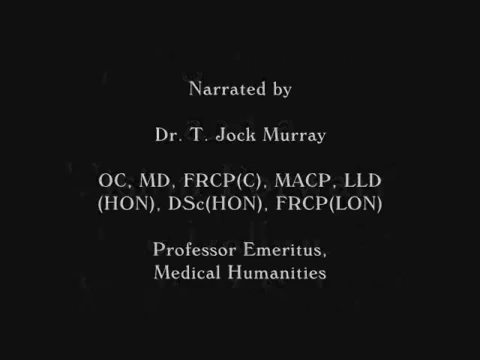 Narrated by
Dr. T. Jock Murray
OC, MD, FRCP(C), MACP, LLD
(HON), DSc(HON), FRCP(LON)
Professor Emeritus,
Medical Humanities